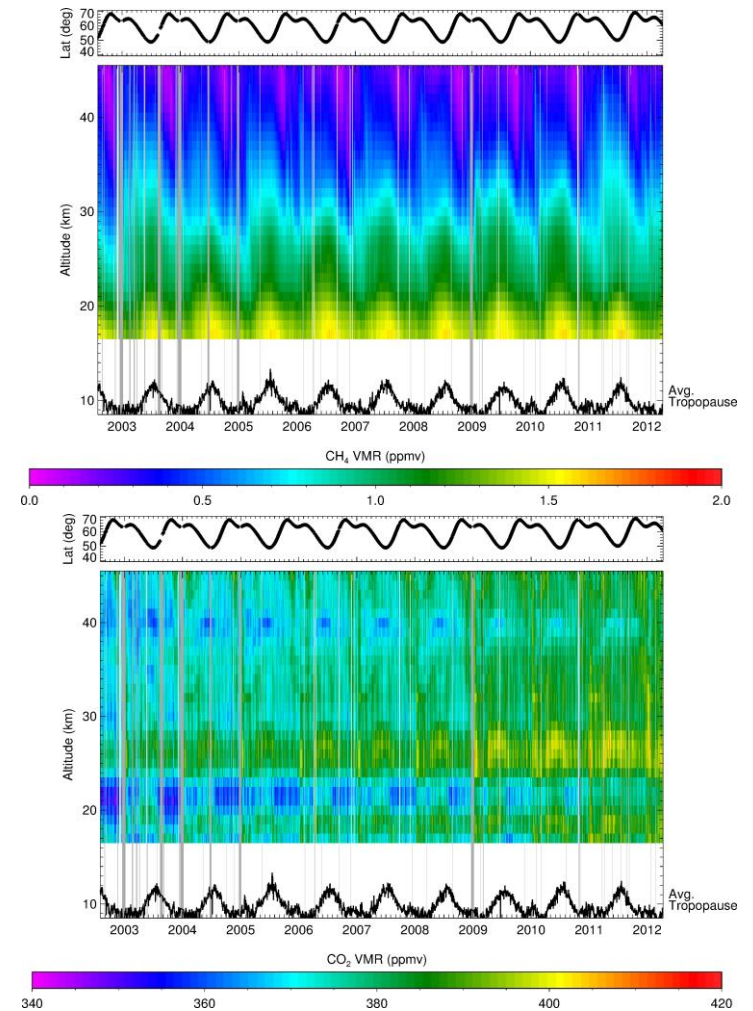 70
60
50
40
Lat (deg)
40
30
20
10
Altitude (km)
Avg.
Tropopause
2003 2004 2005 2006 2007 2008 2009 2010 2011 2012
CH₄ VMR (ppmv)
0.0 0.5 1.0 1.5 2.0
70
60
50
40
Lat (deg)
40
30
20
10
Altitude (km)
Avg.
Tropopause
2003 2004 2005 2006 2007 2008 2009 2010 2011 2012
CO₂ VMR (ppmv)
340 360 380 400 420